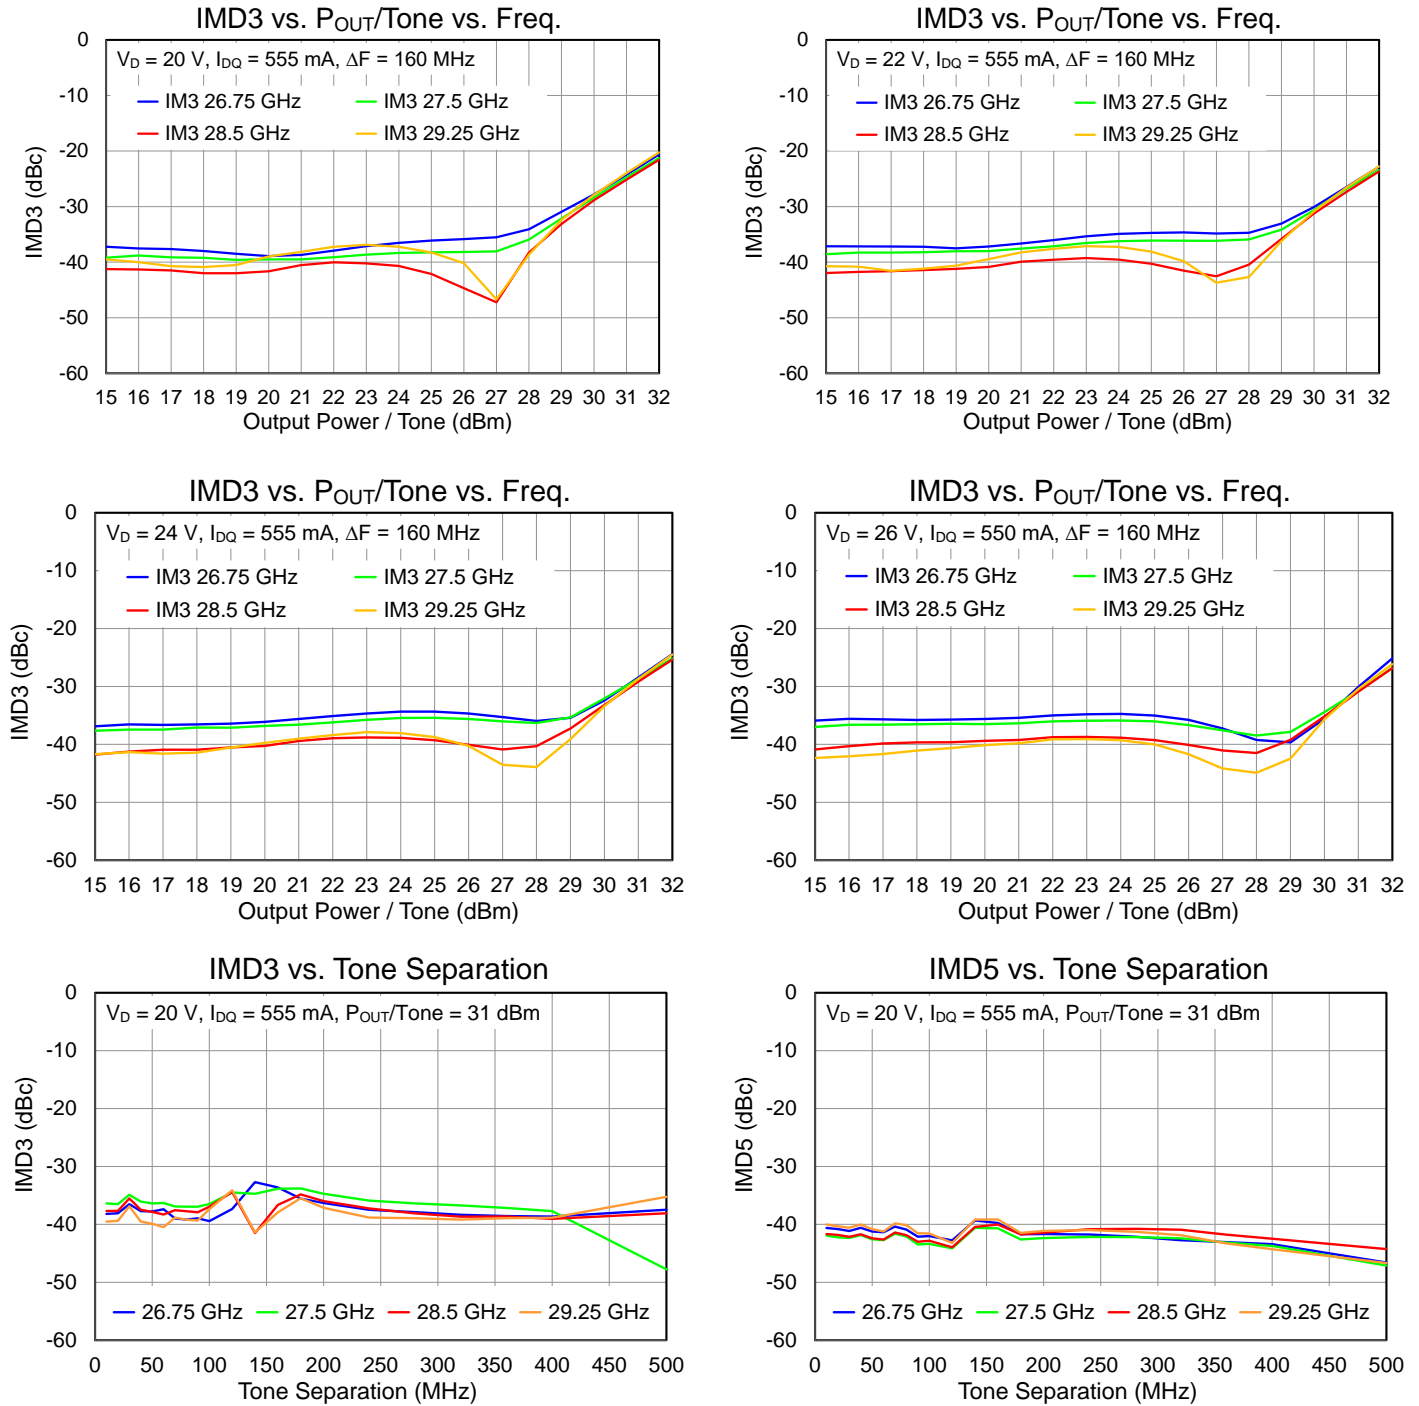 IMD3 vs. POUT/Tone vs. Freq.
VD = 20 V, IDQ = 555 mA, ΔF = 160 MHz
IM3 26.75 GHz
IM3 27.5 GHz
IM3 28.5 GHz
IM3 29.25 GHz
IMD3 (dBc)
0
-10
-20
-30
-40
-50
-60
15 16 17 18 19 20 21 22 23 24 25 26 27 28 29 30 31 32
Output Power / Tone (dBm)
IMD3 vs. POUT/Tone vs. Freq.
VD = 22 V, IDQ = 555 mA, ΔF = 160 MHz
IM3 26.75 GHz
IM3 27.5 GHz
IM3 28.5 GHz
IM3 29.25 GHz
IMD3 (dBc)
0
-10
-20
-30
-40
-50
-60
15 16 17 18 19 20 21 22 23 24 25 26 27 28 29 30 31 32
Output Power / Tone (dBm)
IMD3 vs. POUT/Tone vs. Freq.
VD = 24 V, IDQ = 555 mA, ΔF = 160 MHz
IM3 26.75 GHz
IM3 27.5 GHz
IM3 28.5 GHz
IM3 29.25 GHz
IMD3 (dBc)
0
-10
-20
-30
-40
-50
-60
15 16 17 18 19 20 21 22 23 24 25 26 27 28 29 30 31 32
Output Power / Tone (dBm)
IMD3 vs. POUT/Tone vs. Freq.
VD = 26 V, IDQ = 550 mA, ΔF = 160 MHz
IM3 26.75 GHz
IM3 27.5 GHz
IM3 28.5 GHz
IM3 29.25 GHz
IMD3 (dBc)
0
-10
-20
-30
-40
-50
-60
15 16 17 18 19 20 21 22 23 24 25 26 27 28 29 30 31 32
Output Power / Tone (dBm)
IMD3 vs. Tone Separation
VD = 20 V, IDQ = 555 mA, POUT/Tone = 31 dBm
IMD3 (dBc)
0
-10
-20
-30
-40
-50
-60
26.75 GHz 27.5 GHz 28.5 GHz 29.25 GHz
0 50 100 150 200 250 300 350 400 450 500
Tone Separation (MHz)
IMD5 vs. Tone Separation
VD = 20 V, IDQ = 555 mA, POUT/Tone = 31 dBm
IMD5 (dBc)
0
-10
-20
-30
-40
-50
-60
26.75 GHz 27.5 GHz 28.5 GHz 29.25 GHz
0 50 100 150 200 250 300 350 400 450 500
Tone Separation (MHz)